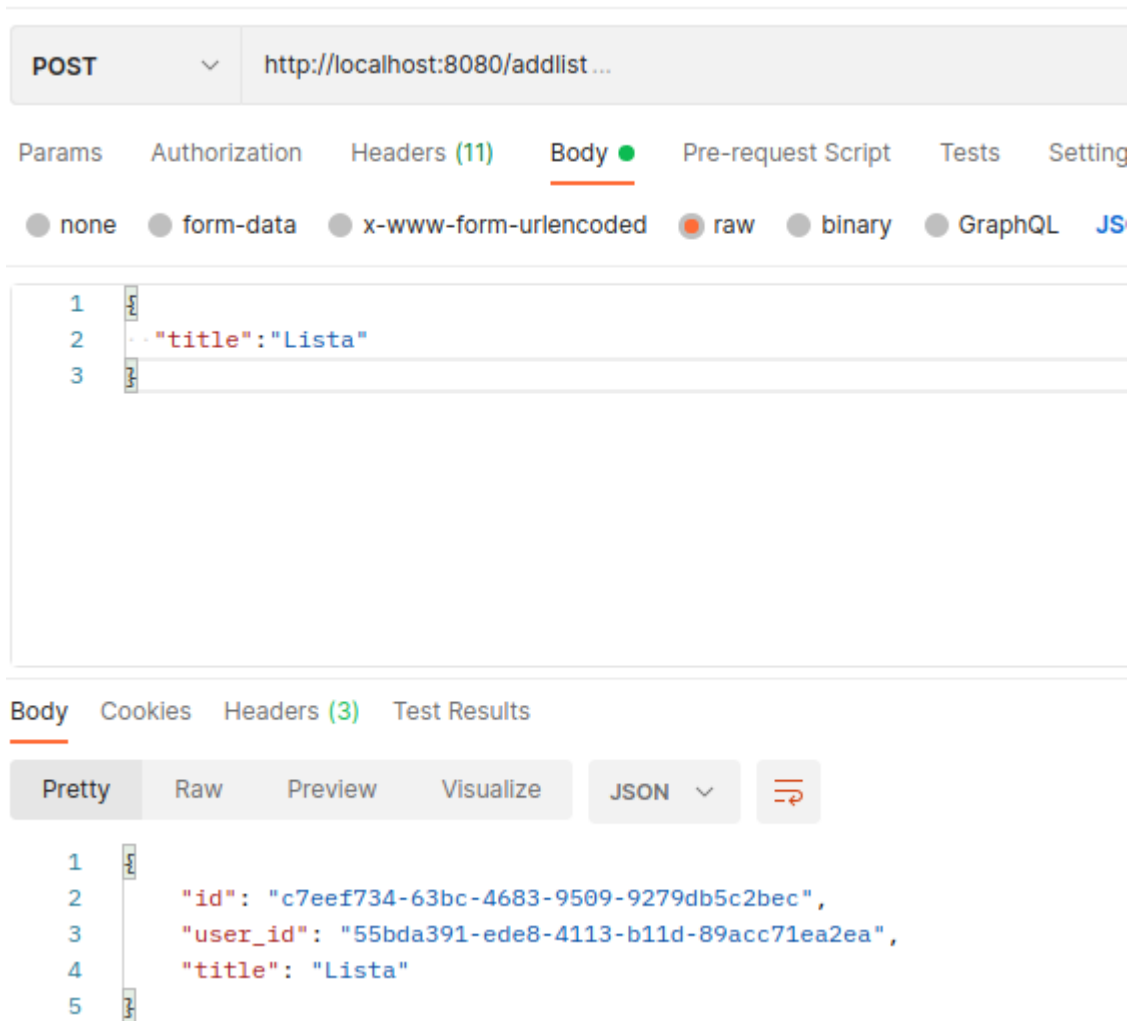 POST http://localhost:8080/addlist ...
Params Authorization Headers (11) Body Pre-request Script Tests Setting
none form-data x-www-form-urlencoded raw binary GraphQL
1 {
2 "title":"Lista"
3 }
Body Cookies Headers (3) Test Results
Pretty Raw Preview Visualize JSON
1 {
2 "id": "c7eef734-63bc-4683-9509-9279db5c2bec",
3 "user_id": "55bda391-ede8-4113-b11d-89acc71ea2ea",
4 "title": "Lista"
5 }